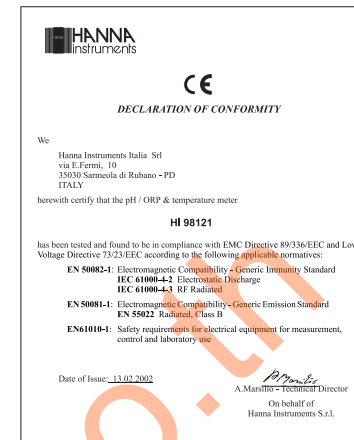 HANNA
instruments
CE
DECLARATION OF CONFORMITY
We
Hanna Instruments Italia Srl
via E.Fermi, 10
35030 Sarmeola di Rubano - PD
ITALY
herewith certify that the pH / ORP & temperature meter
HI 98121
has been tested and found to be in compliance with EMC Directive 89/336/EEC and Low
Voltage Directive 73/23/EEC according to the following applicable normatives:
EN 50082-1: Electromagnetic Compatibility - Generic Immunity Standard
IEC 61000-4-2 Electrostatic Discharge
IEC 61000-4-3 RF Radiated
EN 50081-1: Electromagnetic Compatibility - Generic Emission Standard
EN 55022 Radiated, Class B
EN61010-1: Safety requirements for electrical equipment for measurement,
control and laboratory use
Date of Issue: 13.02.2002
A.Marsilio - Technical Director
On behalf of
Hanna Instruments S.r.l.